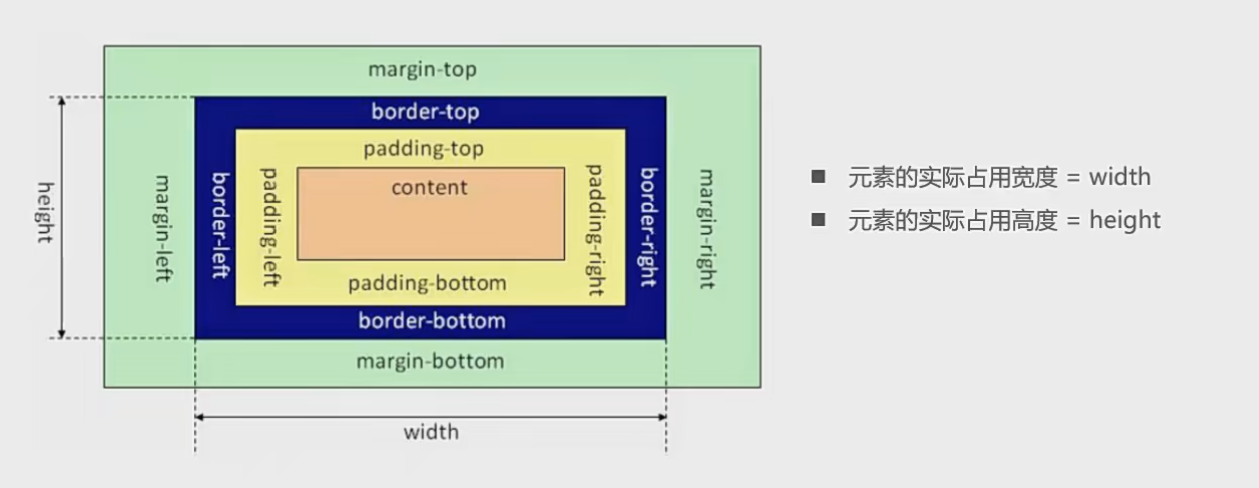 margin-top
border-top
padding-top
content
height
margin-left
border-left
padding-left
padding-right
border-right
margin-right
padding-bottom
border-bottom
margin-bottom
width
■ 元素的实际占用宽度 = width
■ 元素的实际占用高度 = height